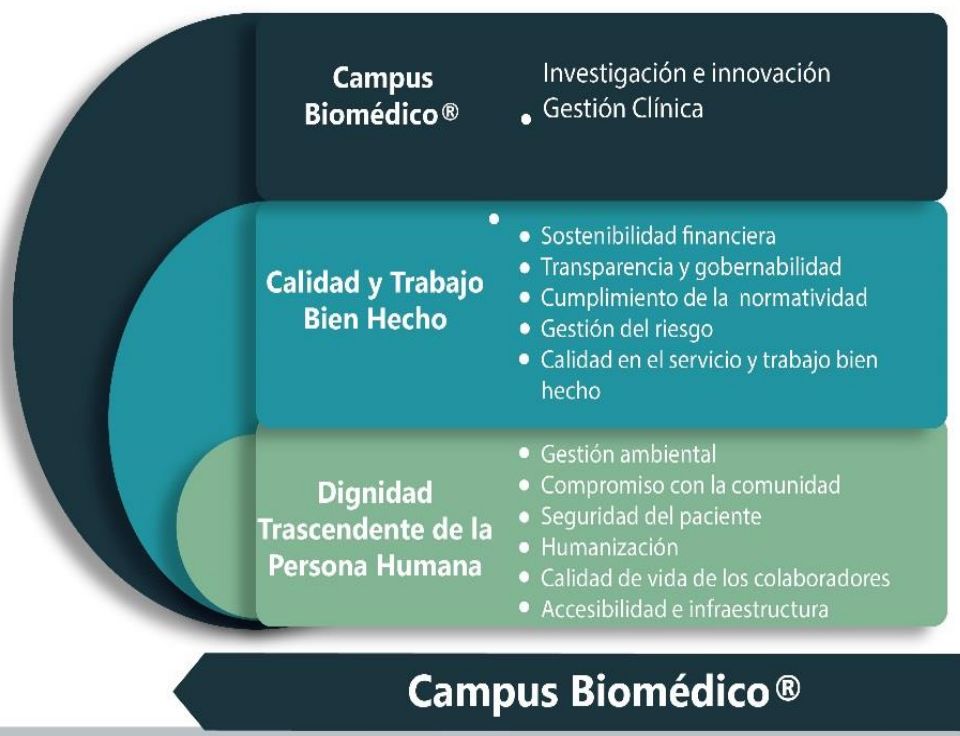 Campus
Biomédico®
Investigación e innovación
• Gestión Clínica
•
Calidad y Trabajo
Bien Hecho
• Sostenibilidad financiera
• Transparencia y gobernabilidad
• Cumplimiento de la normatividad
• Gestión del riesgo
• Calidad en el servicio y trabajo bien
hecho
Dignidad
Trascendente de la
Persona Humana
• Gestión ambiental
• Compromiso con la comunidad
• Seguridad del paciente
• Humanización
• Calidad de vida de los colaboradores
• Accesibilidad e infraestructura
Campus Biomédico®